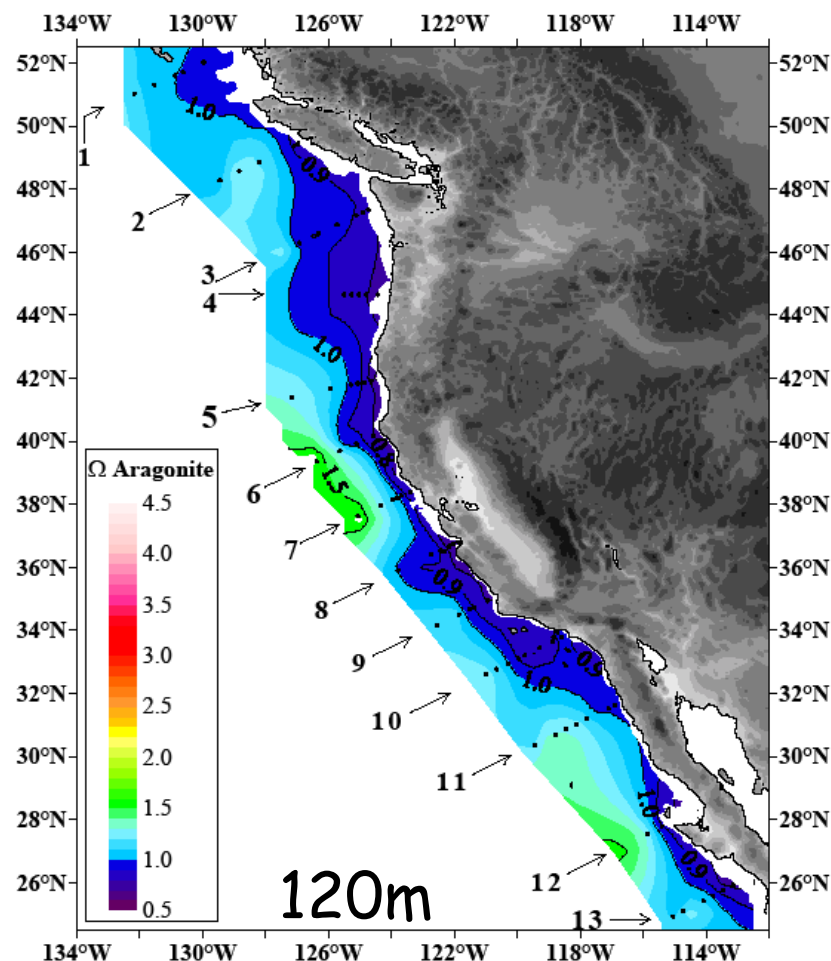 134°W 130°W 126°W 122°W 118°W 114°W
52°N 52°N
1.0
50°N 50°N
1
0.9
48°N 48°N
2
46°N 46°N
3
4
44°N 44°N
1.0
42°N 42°N
5
40°N 40°N
Ω Aragonite
1.5
6
4.5
38°N 38°N
4.0
7
3.5
36°N 36°N
0.9
8
3.0
34°N 34°N
9
0.9
2.5
1.0
32°N 32°N
10
2.0
30°N 30°N
11
1.5
1.0
28°N 28°N
1.0
0.9
12
26°N 26°N
120m
0.5
13
134°W 130°W 126°W 122°W 118°W 114°W